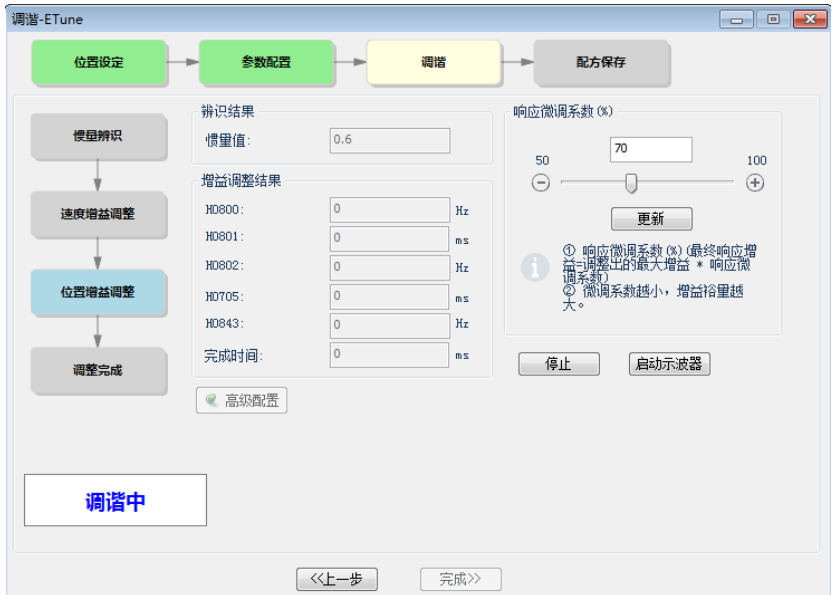 调谐-ETune
位置设定
参数配置
调谐
配方保存
惯量辨识
速度增益调整
位置增益调整
调整完成
辨识结果
惯量值:
0.6
增益调整结果
H0800:
0
Hz
H0801:
0
ms
H0802:
0
Hz
H0705:
0
ms
H0843:
0
Hz
完成时间:
0
ms
高级配置
响应微调系数(%)
70
50
100
更新
① 响应微调系数(%)(最终响应增
益=调整出的最大增益 * 响应微
调系数)
② 微调系数越小，增益裕量越
大。
停止
启动示波器
调谐中
<<上一步
完成>>